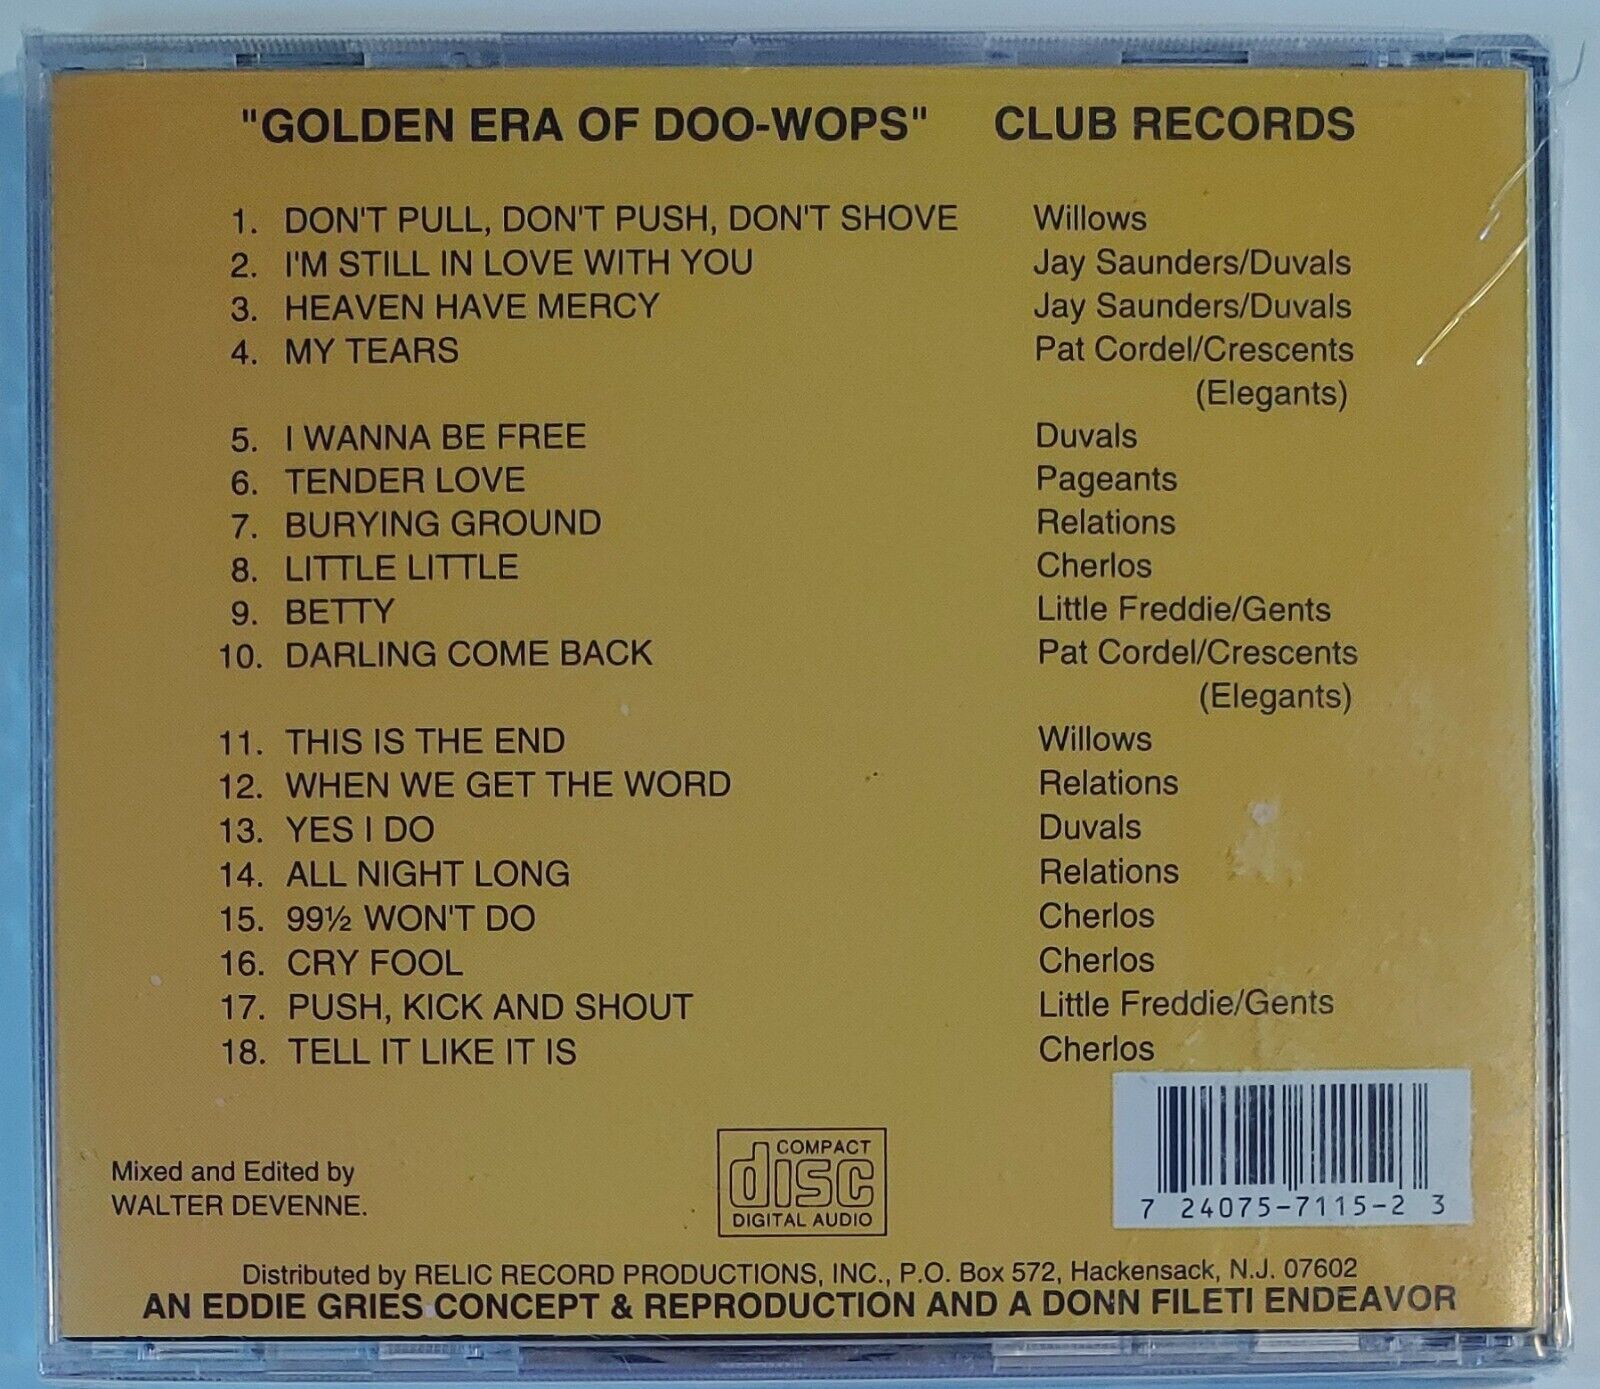 "GOLDEN ERA OF DOO-WOPS" CLUB RECORDS
1. DON'T PULL, DON'T PUSH, DON'T SHOVE Willows
2. I'M STILL IN LOVE WITH YOU Jay Saunders/Duvals
3. HEAVEN HAVE MERCY Jay Saunders/Duvals
4. MY TEARS Pat Cordel/Crescents
(Elegants)
5. I WANNA BE FREE Duvals
6. TENDER LOVE Pageants
7. BURYING GROUND Relations
8. LITTLE LITTLE Cherlos
9. BETTY Little Freddie/Gents
10. DARLING COME BACK Pat Cordel/Crescents
(Elegants)
11. THIS IS THE END Willows
12. WHEN WE GET THE WORD Relations
13. YES I DO Duvals
14. ALL NIGHT LONG Relations
15. 99½ WON'T DO Cherlos
16. CRY FOOL Cherlos
17. PUSH, KICK AND SHOUT Little Freddie/Gents
18. TELL IT LIKE IT IS Cherlos
Mixed and Edited by
WALTER DEVENNE.
COMPACT
disc
DIGITAL AUDIO
7 24075-7115-2 3
Distributed by RELIC RECORD PRODUCTIONS, INC., P.O. Box 572, Hackensack, N.J. 07602
AN EDDIE GRIES CONCEPT & REPRODUCTION AND A DONN FILETI ENDEAVOR